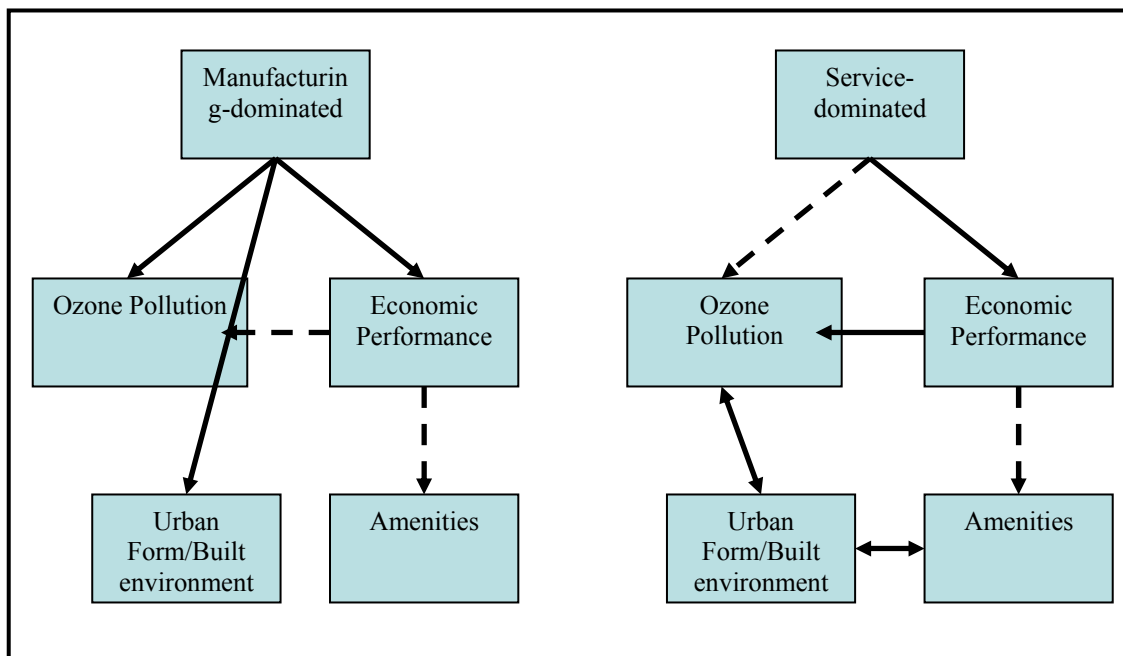 Manufacturin
g-dominated
Service-
dominated
Ozone Pollution
Economic
Performance
Ozone
Pollution
Economic
Performance
Urban
Form/Built
environment
Amenities
Urban
Form/Built
environment
Amenities